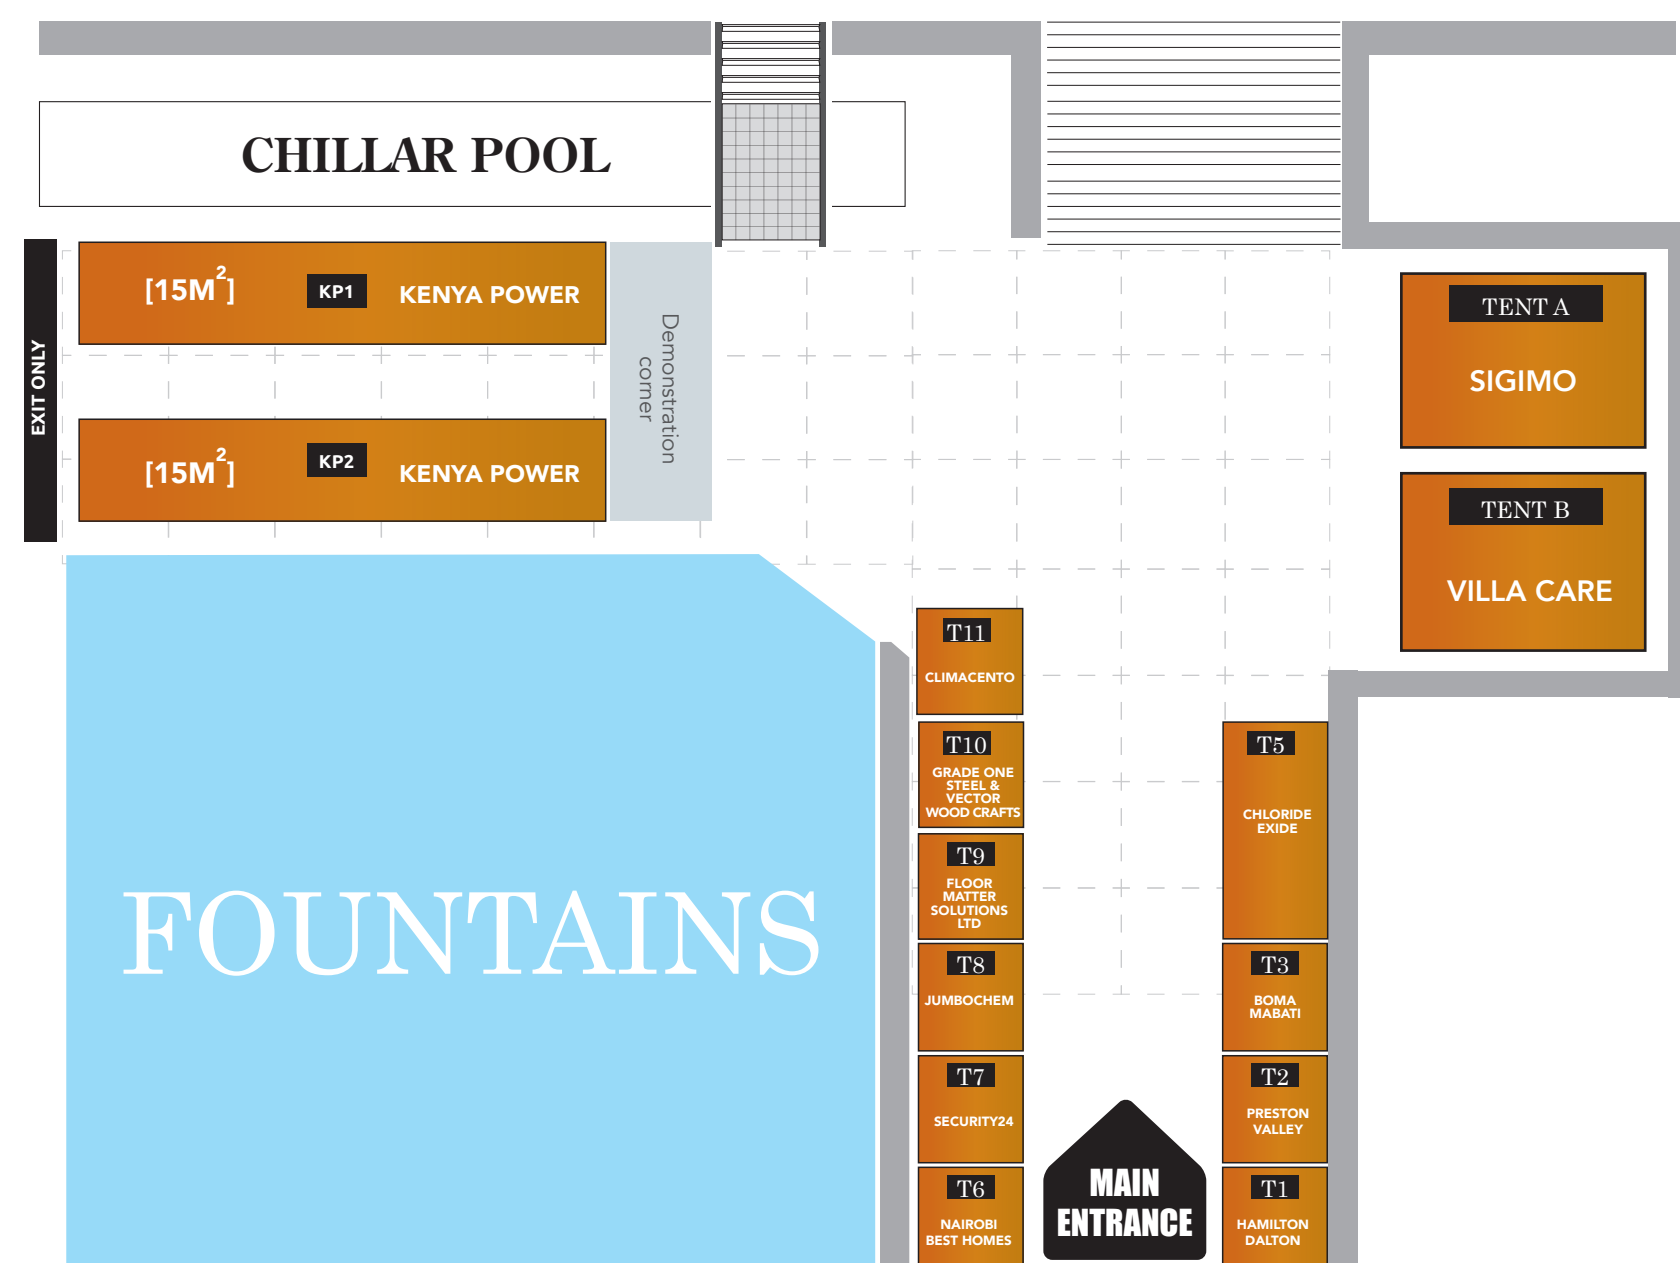 CHILLAR POOL
EXIT ONLY
[15M²]
KP1
KENYA POWER
[15M²]
KP2
KENYA POWER
Demonstration
corner
TENT A
SIGIMO
TENT B
VILLA CARE
FOUNTAINS
T11
CLIMACENTO
T10
GRADE ONE
STEEL &
VECTOR
WOOD CRAFTS
T9
FLOOR
MATTER
SOLUTIONS
LTD
T8
JUMBOCHEM
T7
SECURITY24
T6
NAIROBI
BEST HOMES
T5
CHLORIDE
EXIDE
T3
BOMA
MABATI
T2
PRESTON
VALLEY
T1
HAMILTON
DALTON
MAIN
ENTRANCE